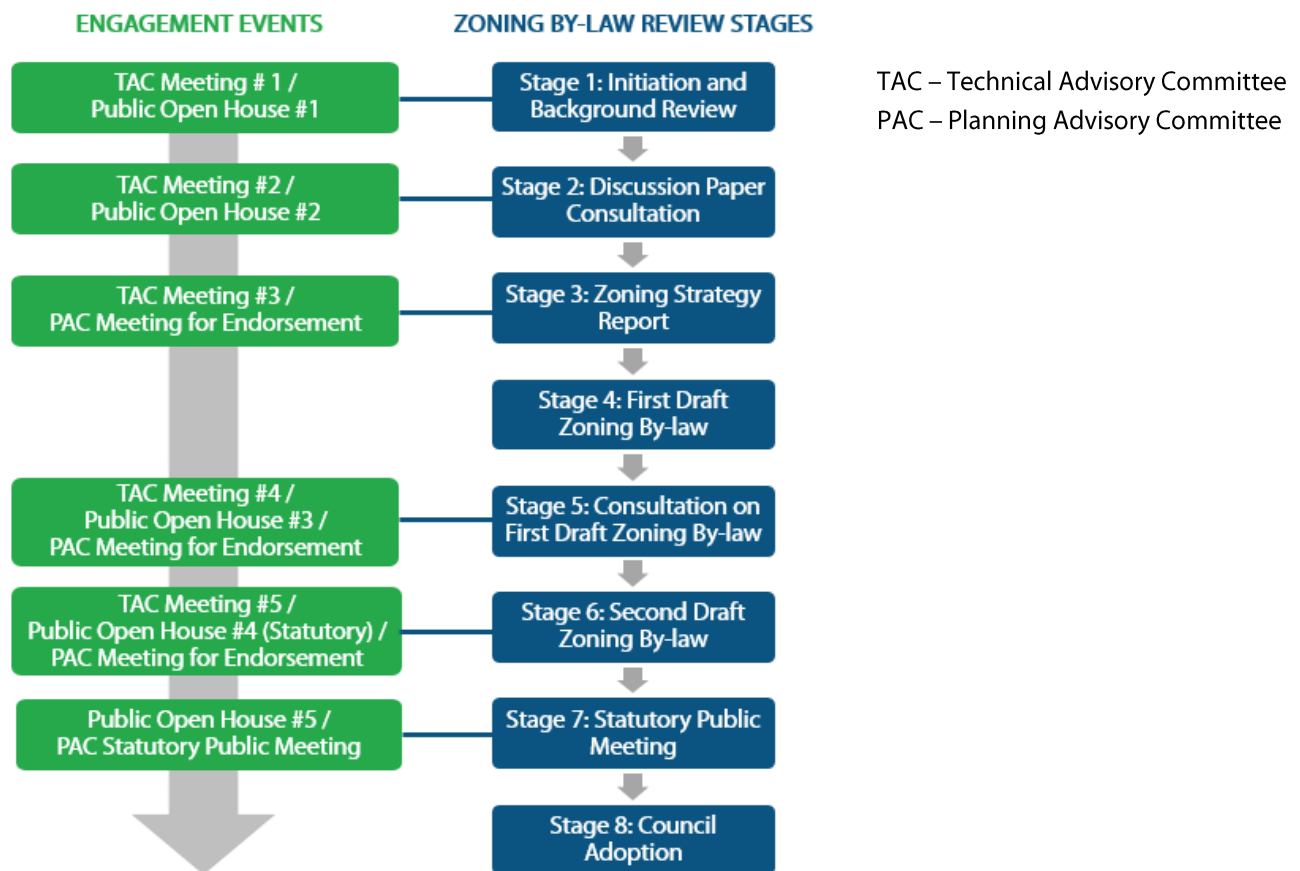 ENGAGEMENT EVENTS
ZONING BY-LAW REVIEW STAGES
TAC Meeting # 1 /
Public Open House #1
Stage 1: Initiation and
Background Review
TAC – Technical Advisory Committee
PAC – Planning Advisory Committee
TAC Meeting #2 /
Public Open House #2
Stage 2: Discussion Paper
Consultation
TAC Meeting #3 /
PAC Meeting for Endorsement
Stage 3: Zoning Strategy
Report
Stage 4: First Draft
Zoning By-law
TAC Meeting #4 /
Public Open House #3 /
PAC Meeting for Endorsement
Stage 5: Consultation on
First Draft Zoning By-law
TAC Meeting #5 /
Public Open House #4 (Statutory) /
PAC Meeting for Endorsement
Stage 6: Second Draft
Zoning By-law
Public Open House #5 /
PAC Statutory Public Meeting
Stage 7: Statutory Public
Meeting
Stage 8: Council
Adoption